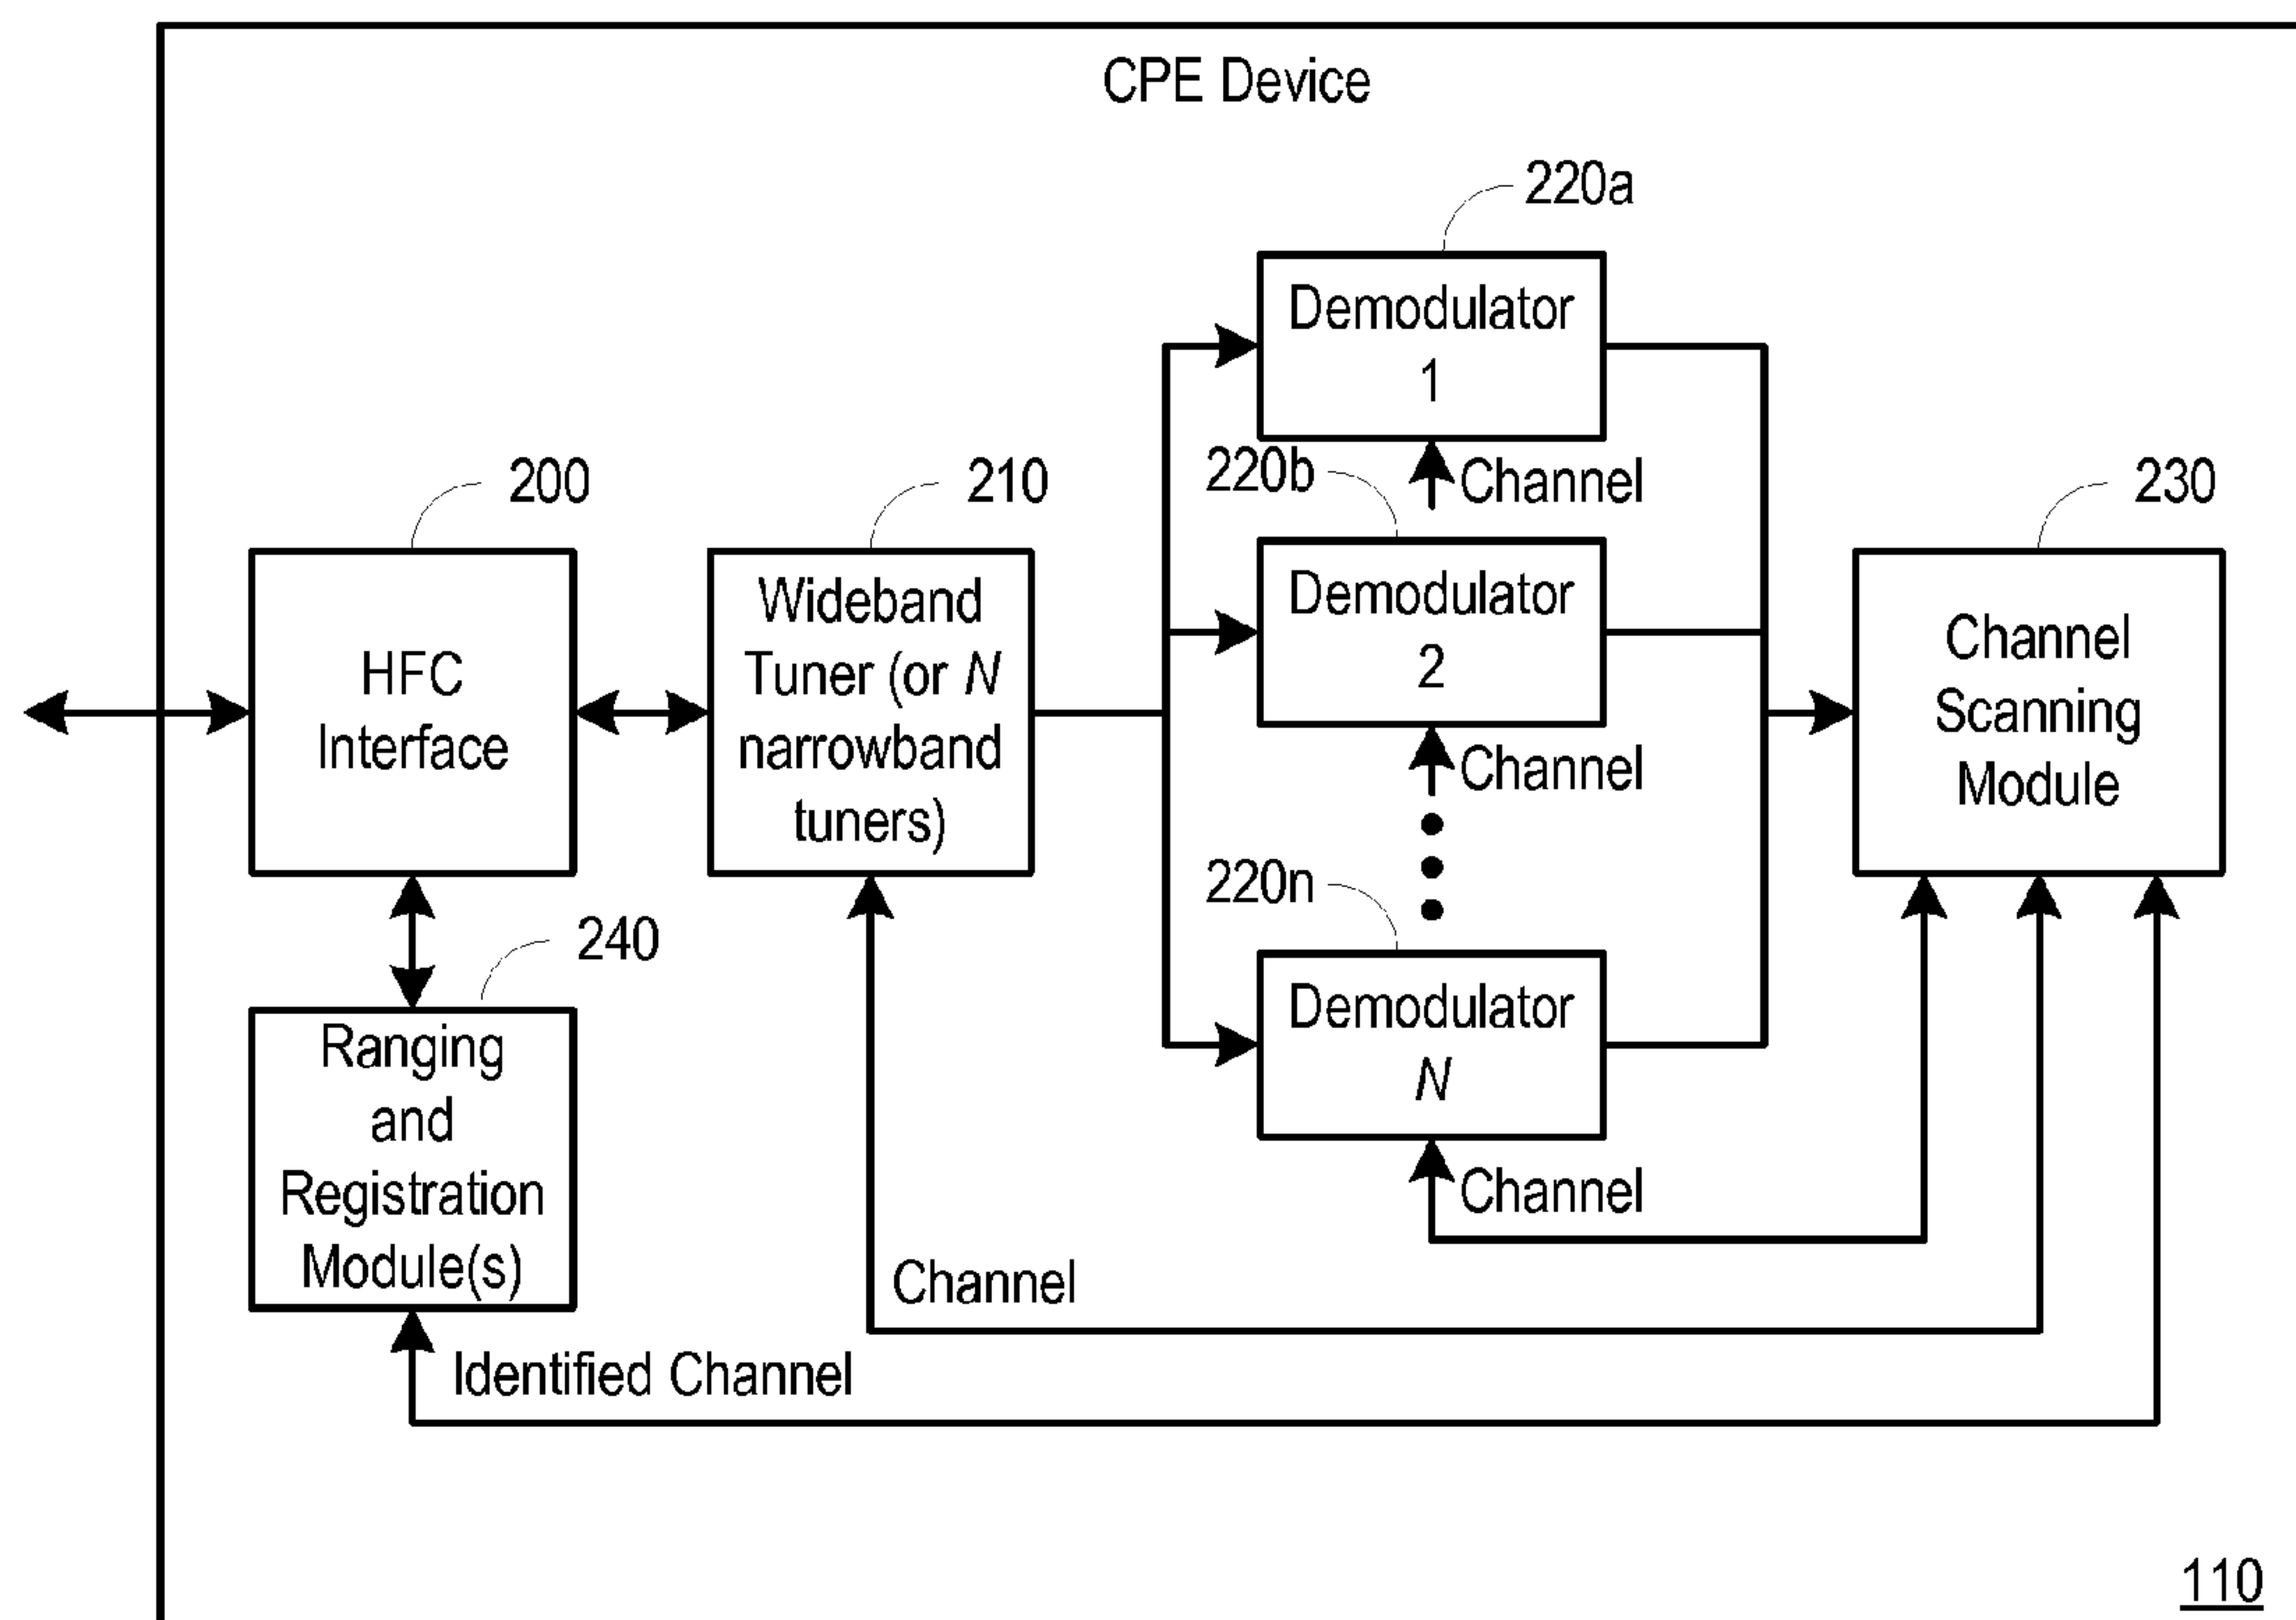 CPE Device
220a
Demodulator
1
220b
Channel
200
210
230
HFC
Interface
Wideband
Tuner (or N
narrowband
tuners)
Demodulator
2
Channel
Channel
Scanning
Module
220n
240
Demodulator
N
Ranging
and
Registration
Module(s)
Channel
Channel
Identified Channel
110